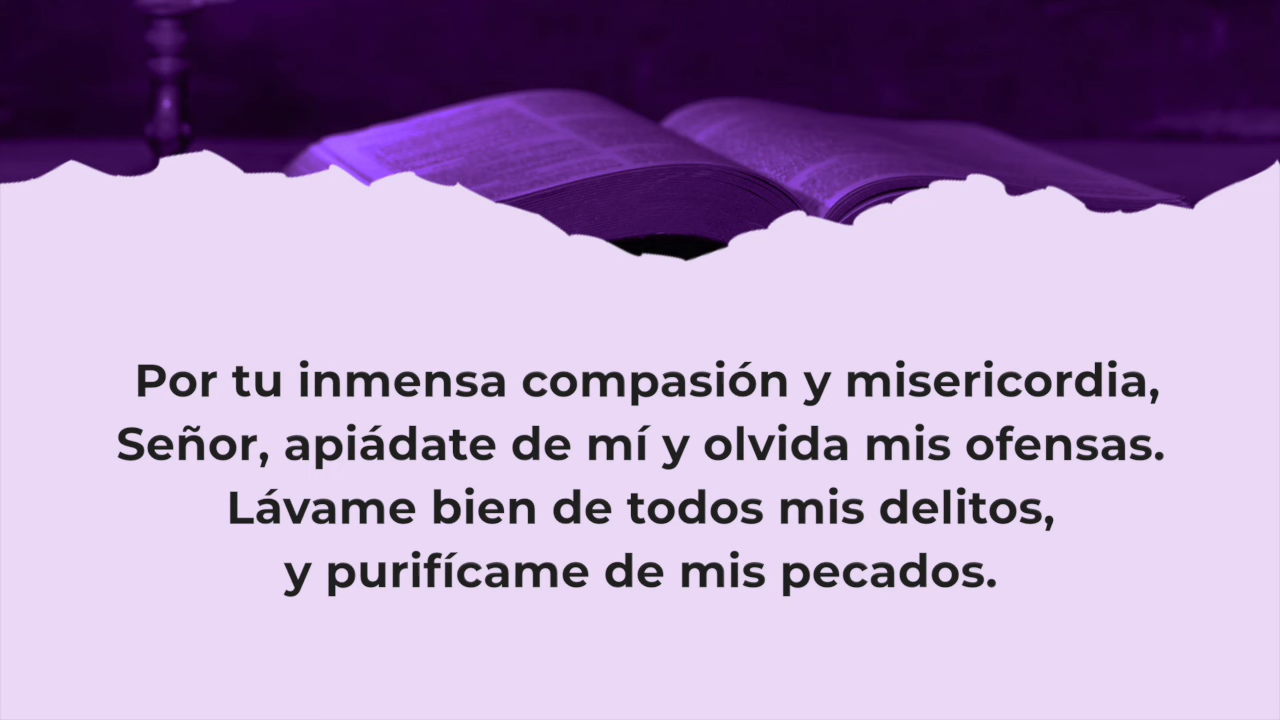 Por tu inmensa compasión y misericordia,
Señor, apiádate de mí y olvida mis ofensas.
Lávame bien de todos mis delitos,
y purifícame de mis pecados.